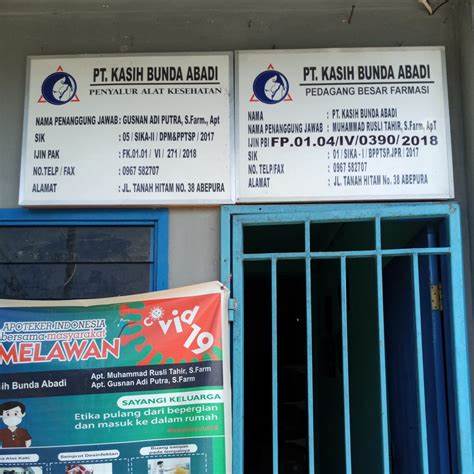 PT. KASIH BUNDA ABADI
PENYALUR ALAT KESEHATAN
NAMA PENANGGUNG JAWAB : GUSNAN ADI PUTRA, S.Farm., Apt
SIK : 05 / SIKA-II / DPM&PPTSP / 2017
IJIN PAK : FK.01.01 / VI / 271 / 2018
NO.TELP / FAX : 0967 582707
ALAMAT : JL. TANAH HITAM NO. 38 ABEPURA
PT. KASIH BUNDA ABADI
PEDAGANG BESAR FARMASI
NAMA : PT. KASIH BUNDA ABADI
NAMA PENANGGUNG JAWAB : MUHAMMAD RUSLI TAHIR, S.Farm, ApT
IJIN PBF FP.01.04/IV/0390/2018
SIK : 01 / SIKA - I / BPPTSP.JPR / 2017
NO.TELP / FAX : 0967 582707
ALAMAT : JL. TANAH HITAM NO. 38 ABEPURA
APOTEKER INDONESIA
bersama masyarakat
MELAWAN
Covid19
sih Bunda Abadi
Apt. Muhammad Rusli Tahir, S.Farm
Apt. Gusnan Adi Putra, S.Farm
SAYANGI KELUARGA
Etika pulang dari bepergian
dan masuk ke dalam rumah